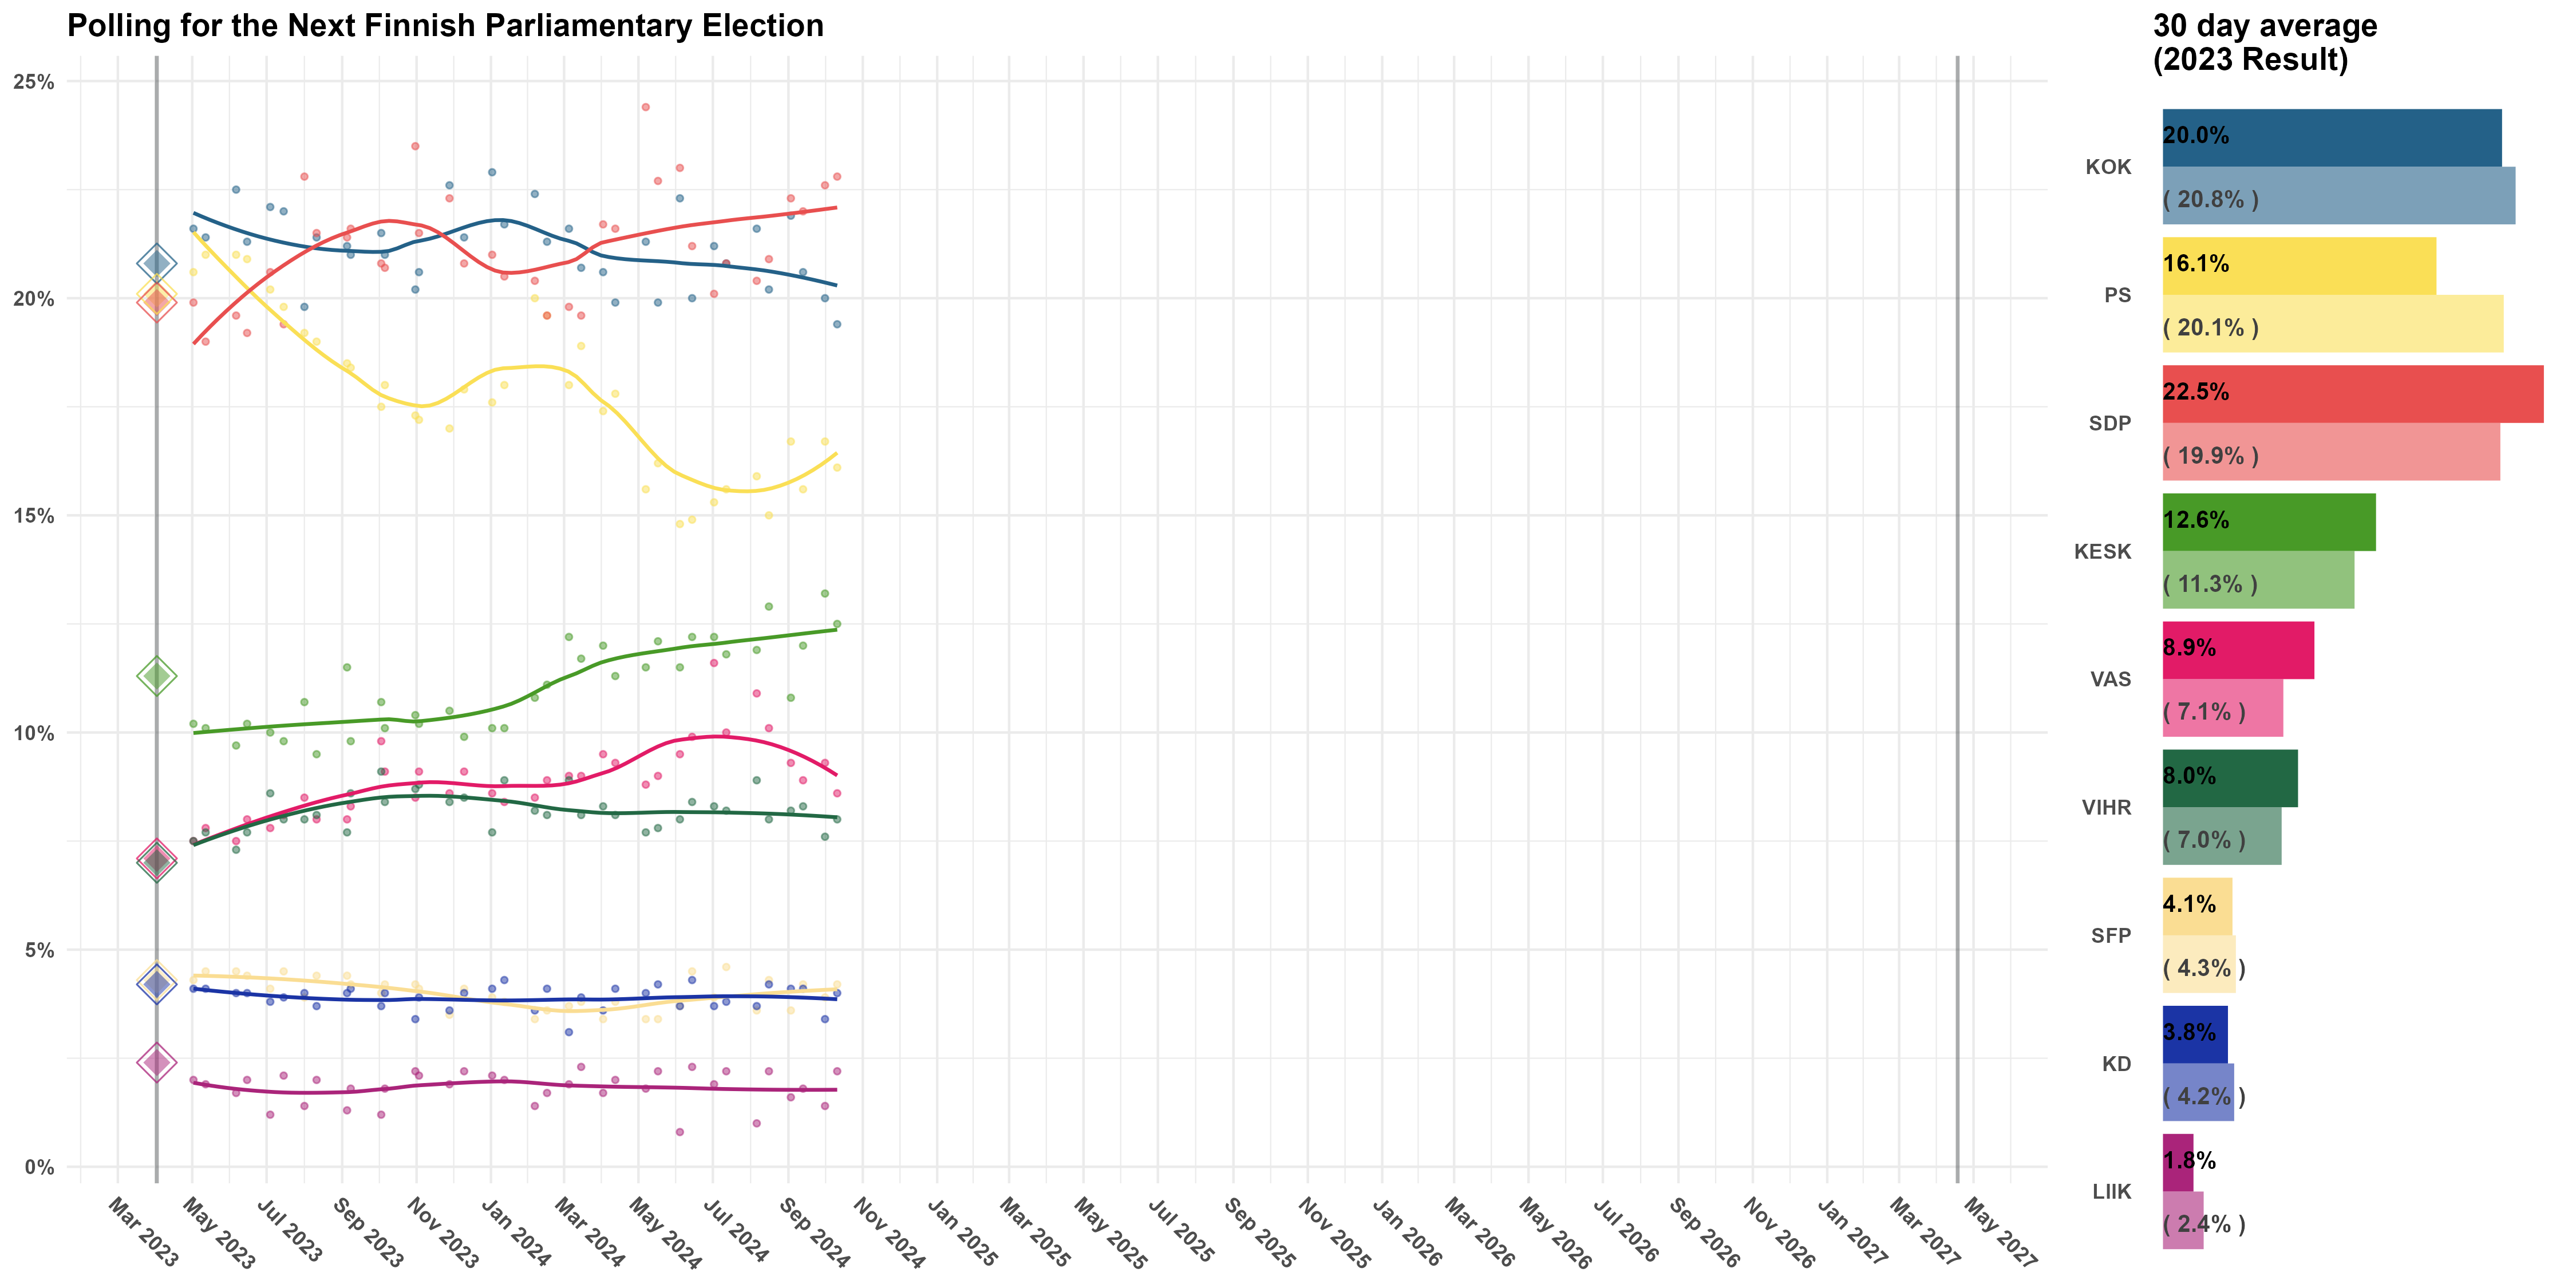 Polling for the Next Finnish Parliamentary Election
25%
20%
15%
10%
5%
0%
Mar 2023
May 2023
Jul 2023
Sep 2023
Nov 2023
Jan 2024
Mar 2024
May 2024
Jul 2024
Sep 2024
Nov 2024
Jan 2025
Mar 2025
May 2025
Jul 2025
Sep 2025
Nov 2025
Jan 2026
Mar 2026
May 2026
Jul 2026
Sep 2026
Nov 2026
Jan 2027
Mar 2027
May 2027
30 day average
(2023 Result)
KOK
20.0%
( 20.8% )
PS
16.1%
( 20.1% )
SDP
22.5%
( 19.9% )
KESK
12.6%
( 11.3% )
VAS
8.9%
( 7.1% )
VIHR
8.0%
( 7.0% )
SFP
4.1%
( 4.3% )
KD
3.8%
( 4.2% )
LIIK
1.8%
( 2.4% )